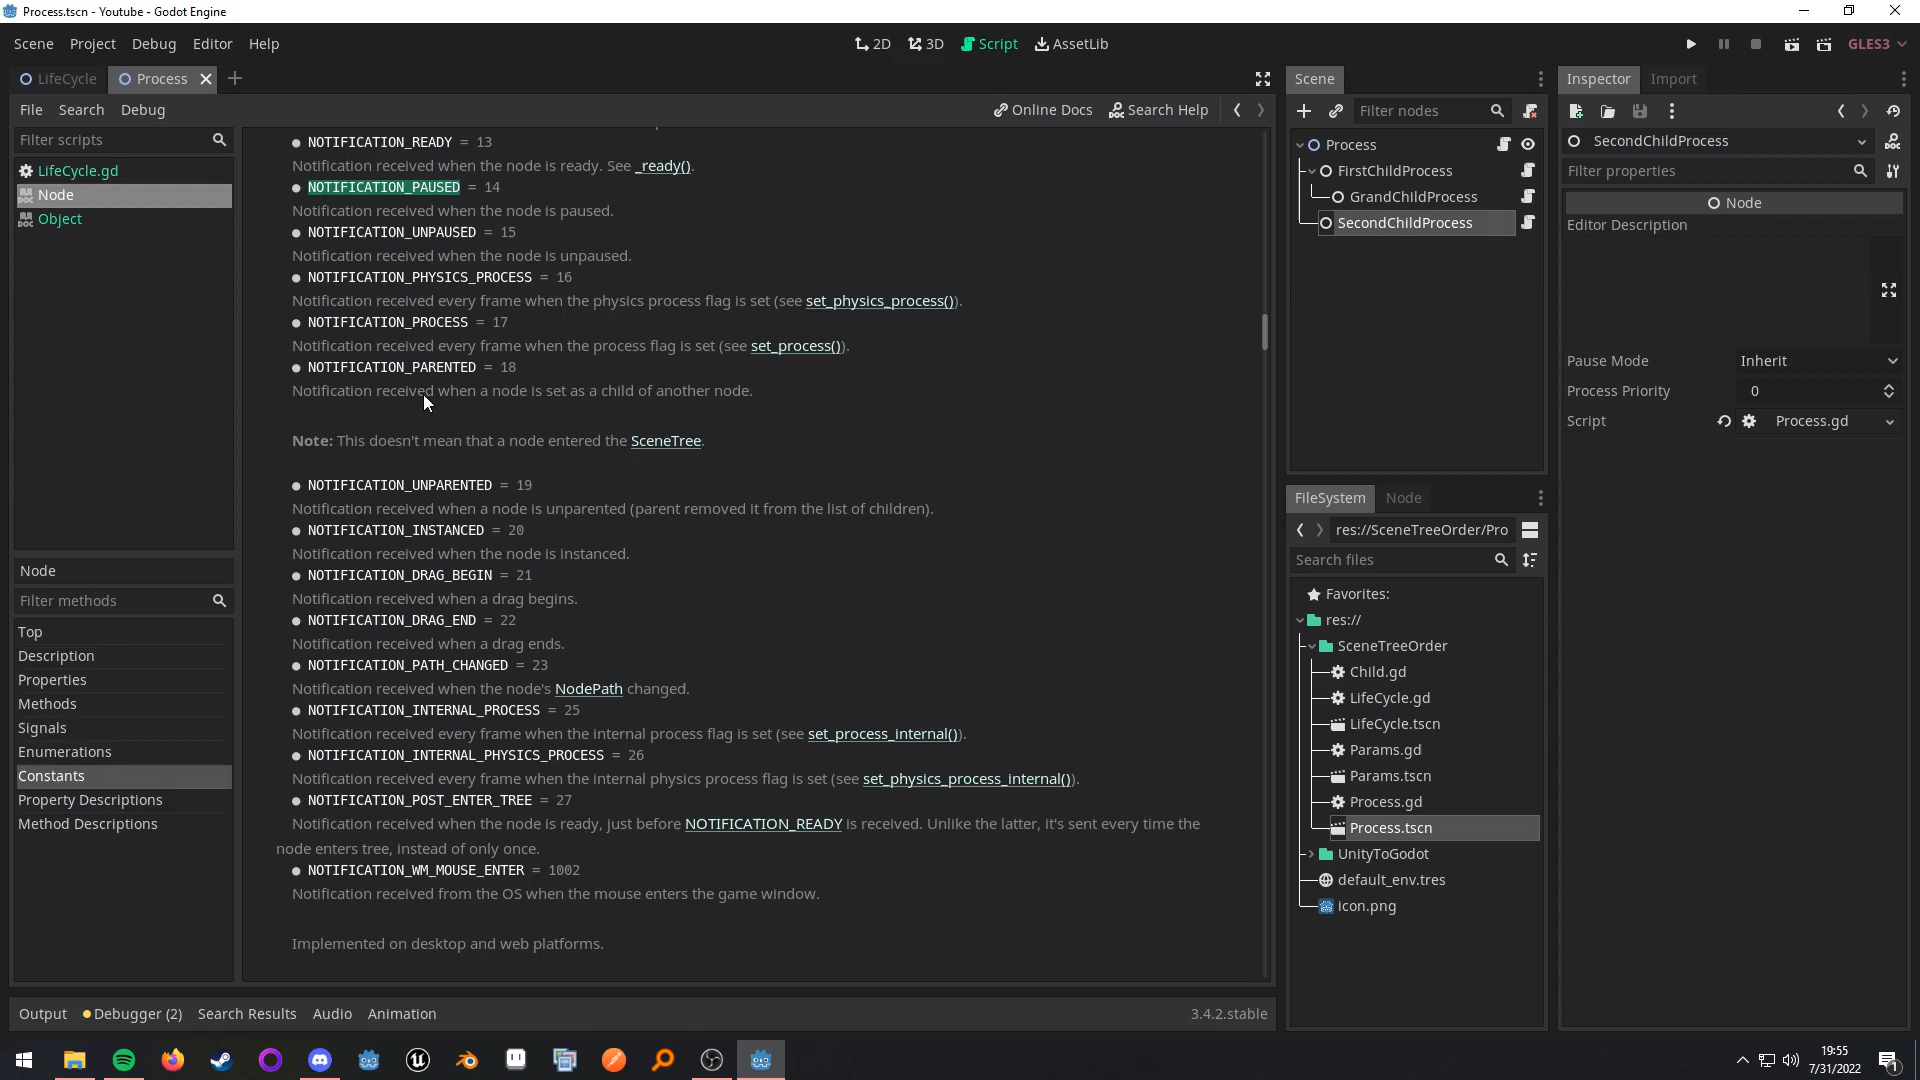 Process.tscn - Youtube - Godot Engine
Scene Project Debug Editor Help
2D 3D Script AssetLib
GLES3
LifeCycle Process
File Search Debug
Online Docs Search Help
Filter scripts
LifeCycle.gd
Node
Object
Node
Filter methods
Top
Description
Properties
Methods
Signals
Enumerations
Constants
Property Descriptions
Method Descriptions
NOTIFICATION_READY = 13
Notification received when the node is ready. See _ready().
NOTIFICATION_PAUSED = 14
Notification received when the node is paused.
NOTIFICATION_UNPAUSED = 15
Notification received when the node is unpaused.
NOTIFICATION_PHYSICS_PROCESS = 16
Notification received every frame when the physics process flag is set (see set_physics_process()).
NOTIFICATION_PROCESS = 17
Notification received every frame when the process flag is set (see set_process()).
NOTIFICATION_PARENTED = 18
Notification received when a node is set as a child of another node.
Note: This doesn't mean that a node entered the SceneTree.
NOTIFICATION_UNPARENTED = 19
Notification received when a node is unparented (parent removed it from the list of children).
NOTIFICATION_INSTANCED = 20
Notification received when the node is instanced.
NOTIFICATION_DRAG_BEGIN = 21
Notification received when a drag begins.
NOTIFICATION_DRAG_END = 22
Notification received when a drag ends.
NOTIFICATION_PATH_CHANGED = 23
Notification received when the node's NodePath changed.
NOTIFICATION_INTERNAL_PROCESS = 25
Notification received every frame when the internal process flag is set (see set_process_internal()).
NOTIFICATION_INTERNAL_PHYSICS_PROCESS = 26
Notification received every frame when the internal physics process flag is set (see set_physics_process_internal()).
NOTIFICATION_POST_ENTER_TREE = 27
Notification received when the node is ready, just before NOTIFICATION_READY is received. Unlike the latter, it's sent every time the
node enters tree, instead of only once.
NOTIFICATION_WM_MOUSE_ENTER = 1002
Notification received from the OS when the mouse enters the game window.
Implemented on desktop and web platforms.
Output Debugger (2) Search Results Audio Animation
3.4.2.stable
Scene
Filter nodes
Process
FirstChildProcess
GrandChildProcess
SecondChildProcess
FileSystem Node
res://SceneTreeOrder/Pro
Search files
Favorites:
res://
SceneTreeOrder
Child.gd
LifeCycle.gd
LifeCycle.tscn
Params.gd
Params.tscn
Process.gd
Process.tscn
UnityToGodot
default_env.tres
icon.png
Inspector Import
SecondChildProcess
Filter properties
Node
Editor Description
Pause Mode Inherit
Process Priority 0
Script Process.gd
19:55
7/31/2022
1